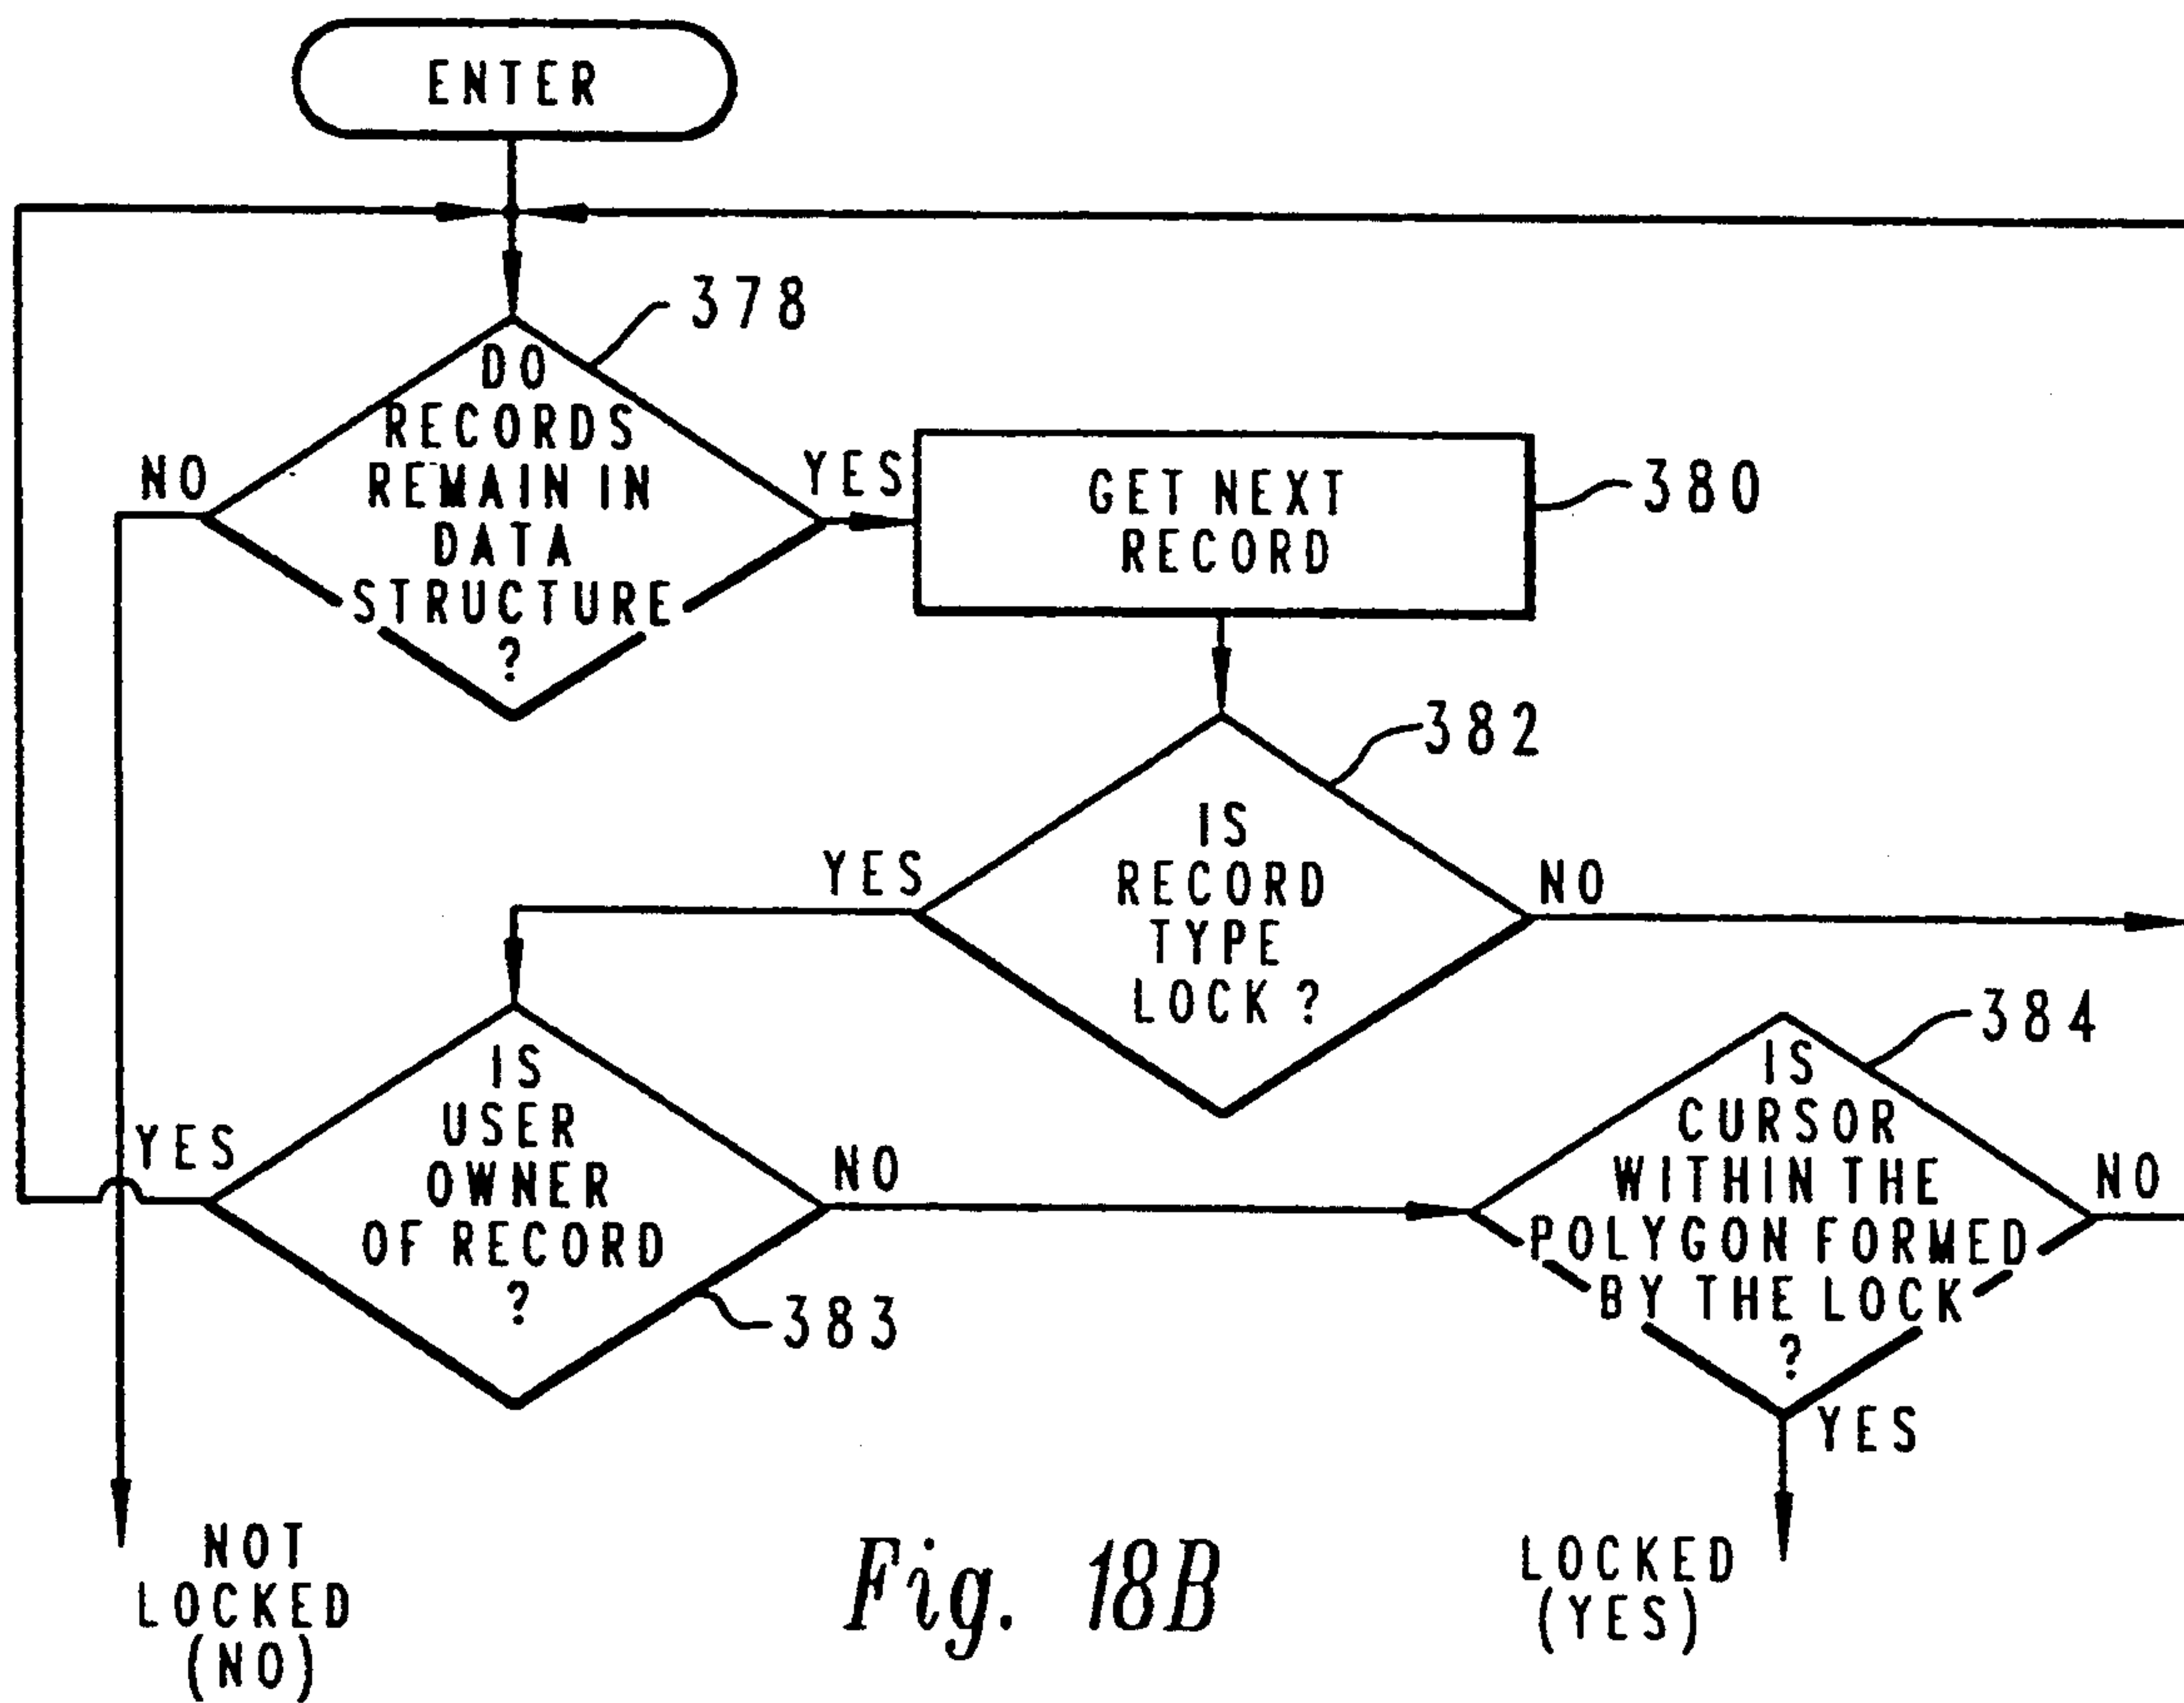 ENTER
378
DO
RECORDS
REMAIN IN
DATA
STRUCTURE
?
NO
YES
GET NEXT
RECORD
380
382
IS
RECORD
TYPE
LOCK?
YES
NO
IS
USER
OWNER
OF RECORD
?
YES
NO
383
384
IS
CURSOR
WITHIN THE
POLYGON FORMED
BY THE LOCK
?
NO
YES
NOT
LOCKED
(NO)
LOCKED
(YES)
Fig. 18B